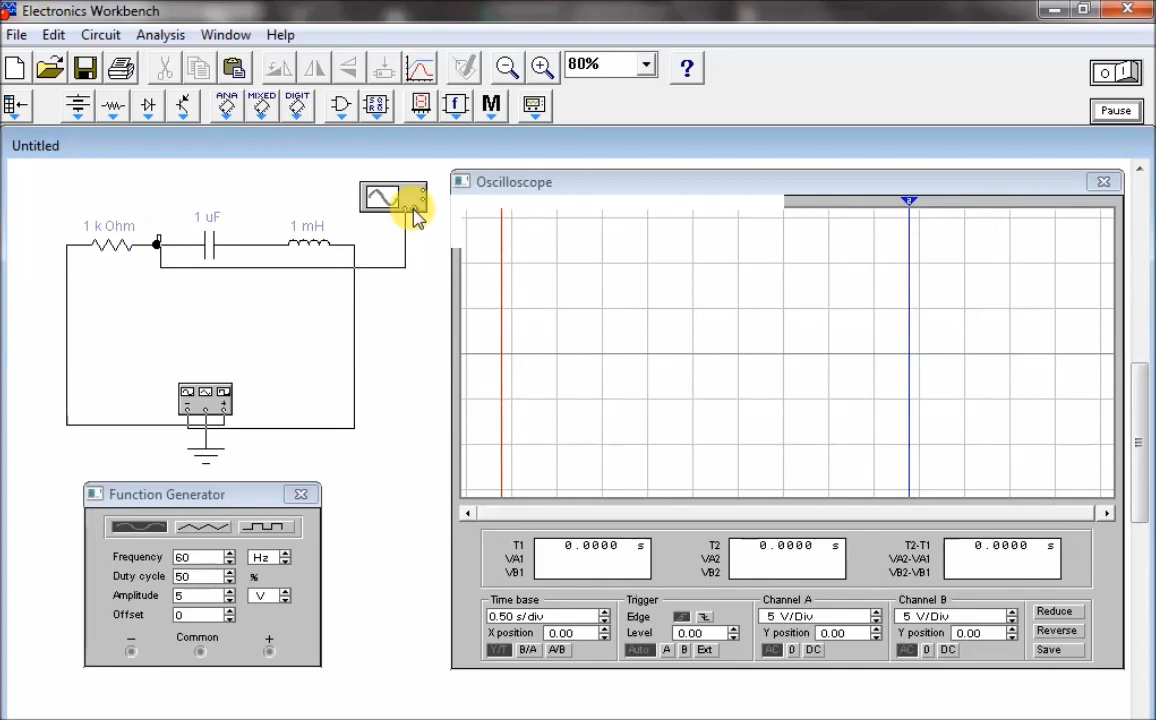 Electronics Workbench
File Edit Circuit Analysis Window Help
80%
?
O I
ANA MIXED DIGIT
f M
Pause
Untitled
1 k Ohm
1 uF
1 mH
Oscilloscope
2
T1 0.0000 s T2 0.0000 s T2-T1 0.0000 s
VA1 VA2 VA2-VA1
VB1 VB2 VB2-VB1
Time base Trigger Channel A Channel B
0.50 s/div Edge 5 V/Div 5 V/Div Reduce
X position 0.00 Level 0.00 Y position 0.00 Y position 0.00 Reverse
Y/T B/A A/B Auto A B Ext AC 0 DC AC 0 DC Save
Function Generator
Frequency 60 Hz
Duty cycle 50 %
Amplitude 5 V
Offset 0
Common
− +